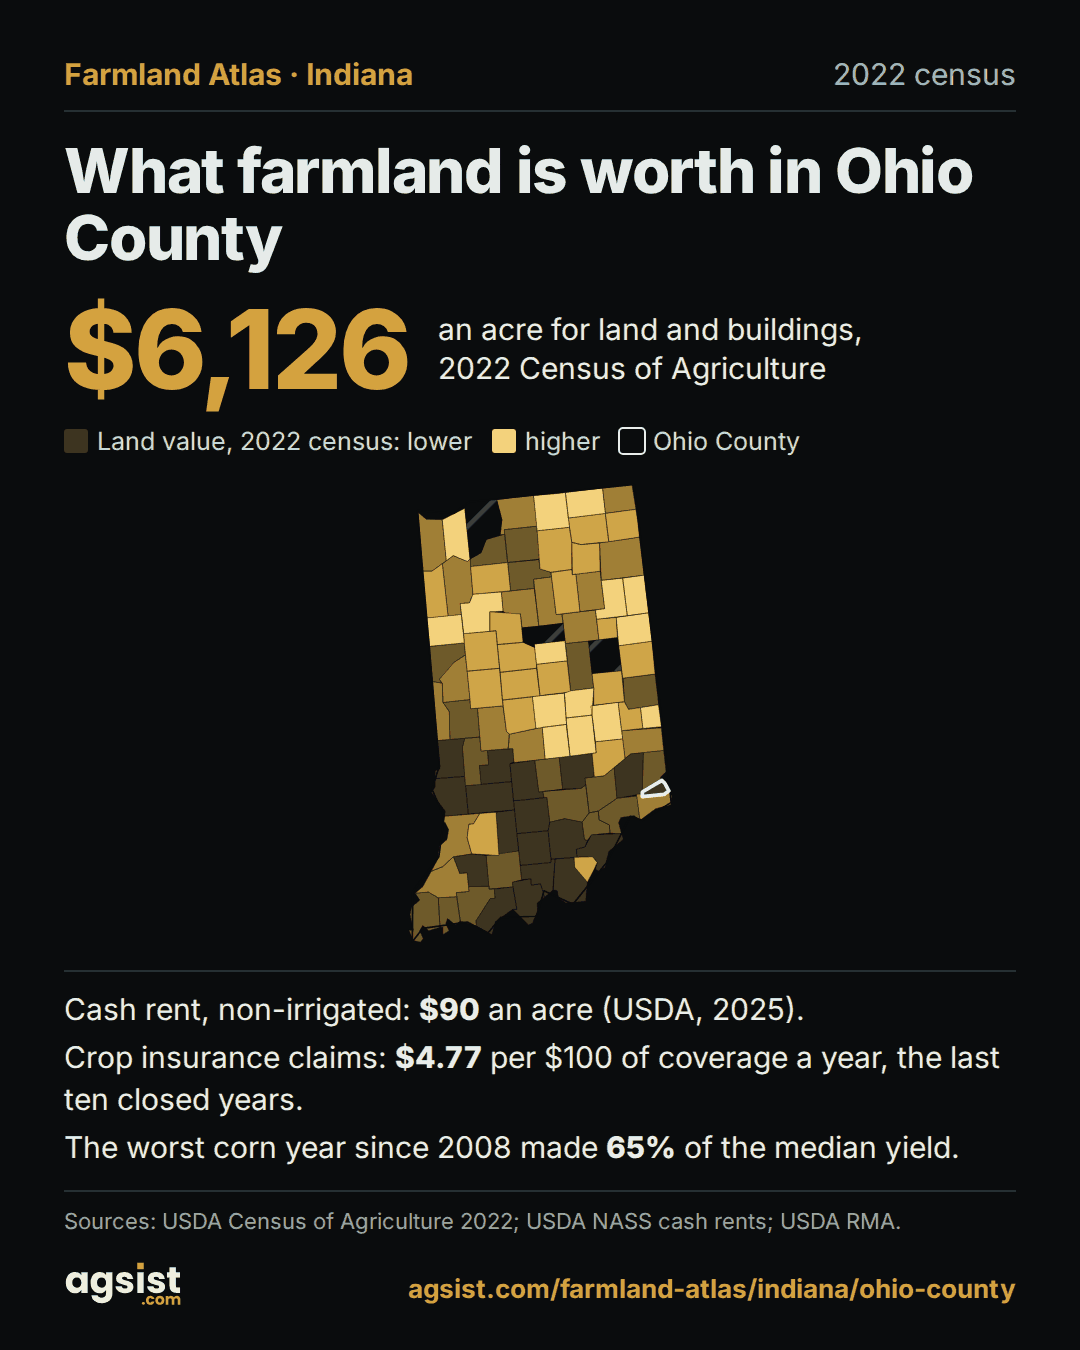 Farmland Atlas · Indiana
2022 census
What farmland is worth in Ohio
County
$6,126
an acre for land and buildings,
2022 Census of Agriculture
Land value, 2022 census: lower
higher
Ohio County
Cash rent, non-irrigated: $90 an acre (USDA, 2025).
Crop insurance claims: $4.77 per $100 of coverage a year, the last
ten closed years.
The worst corn year since 2008 made 65% of the median yield.
Sources: USDA Census of Agriculture 2022; USDA NASS cash rents; USDA RMA.
agsist
.com
agsist.com/farmland-atlas/indiana/ohio-county